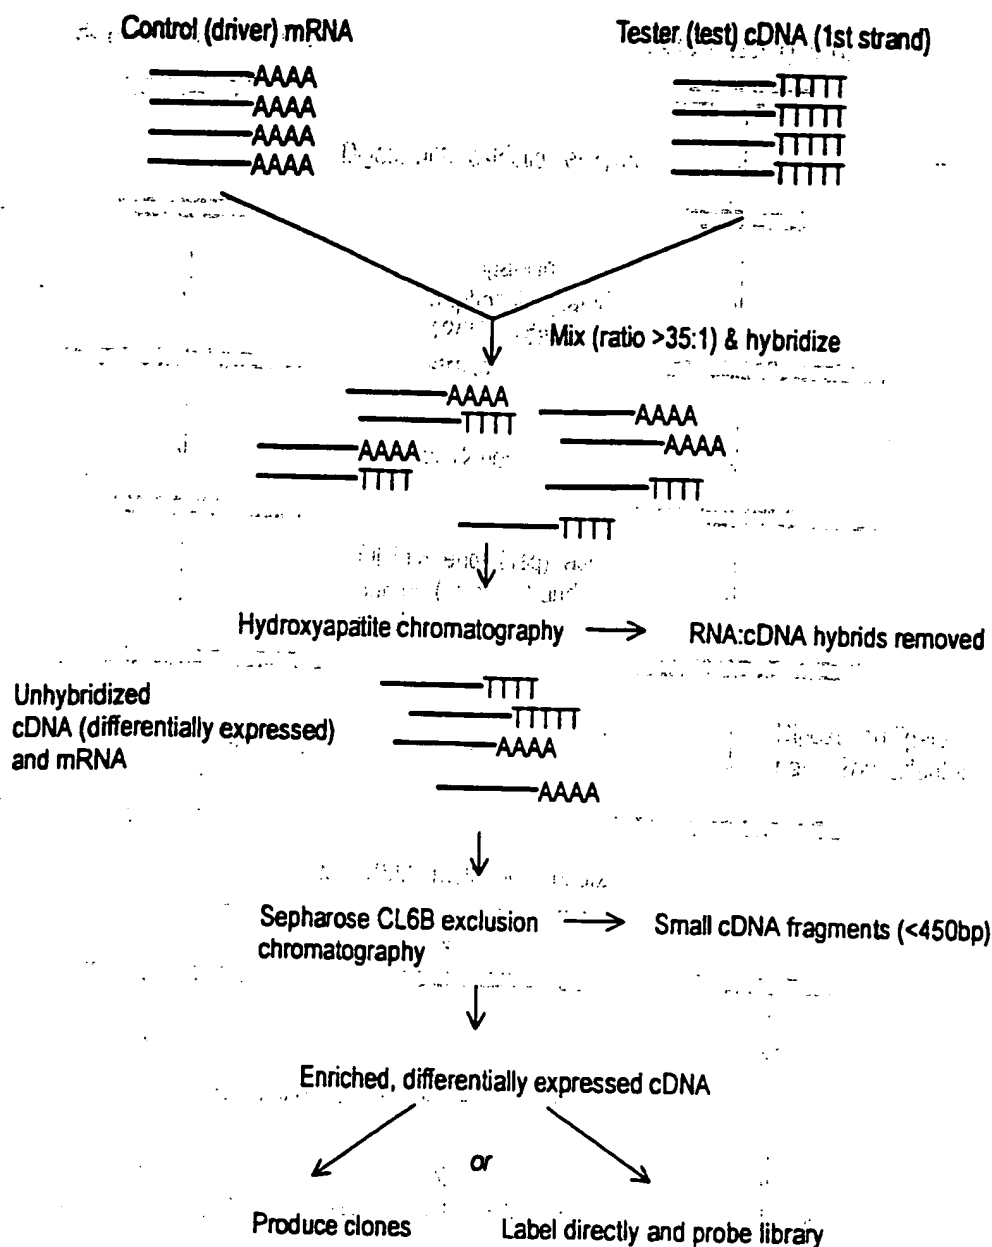 Control (driver) mRNA
Tester (test) cDNA (1st strand)
AAAA
AAAA
AAAA
AAAA
TTTTT
TTTTT
TTTTT
TTTTT
Mix (ratio >35:1) & hybridize
AAAA
TTTT
AAAA
TTTT
AAAA
AAAA
TTTT
TTTT
Hydroxyapatite chromatography
RNA:cDNA hybrids removed
Unhybridized
cDNA (differentially expressed)
and mRNA
TTTT
TTTTT
AAAA
AAAA
Sepharose CL6B exclusion
chromatography
Small cDNA fragments (<450bp)
Enriched, differentially expressed cDNA
or
Produce clones
Label directly and probe library